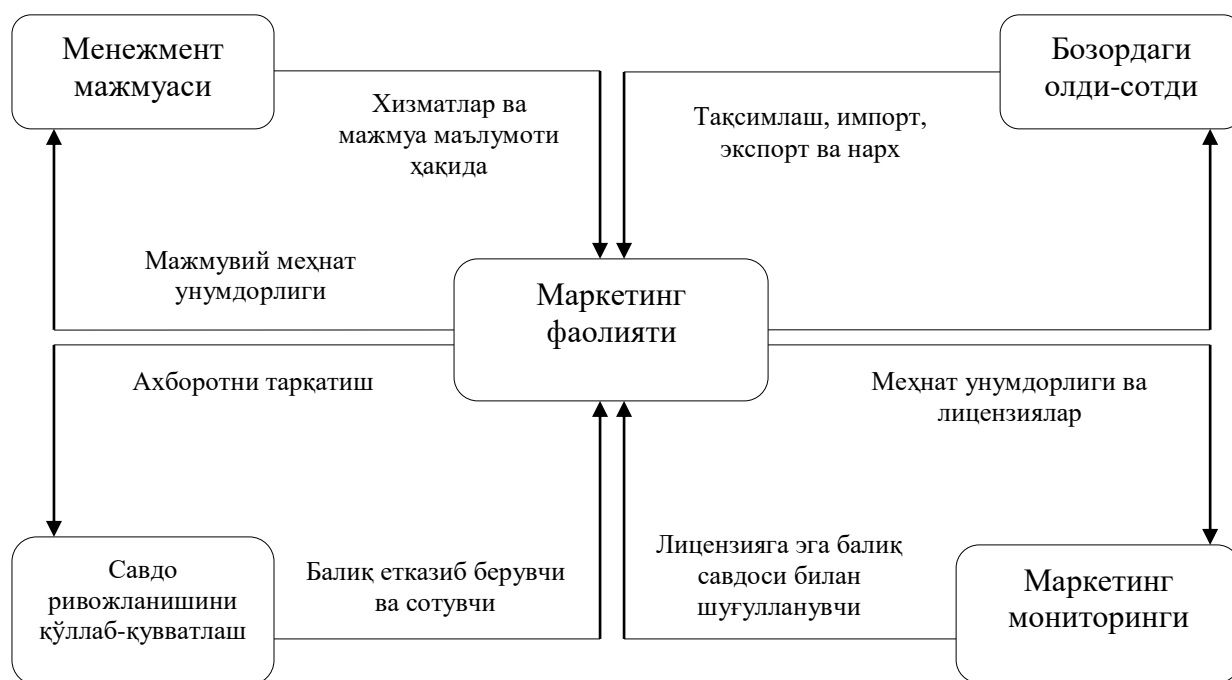 Менежмент
мажмуаси
Бозордаги
олди-сотди
Хизматлар ва
мажмуа маълумоти
ҳақида
Тақсимлаш, импорт,
экспорт ва нарх
Мажмувий меҳнат
унумдорлиги
Маркетинг
фаолияти
Ахборотни тарқатиш
Меҳнат унумдорлиги ва
лицензиялар
Савдо
ривожланишини
қўллаб-қувватлаш
Балиқ етказиб берувчи
ва сотувчи
Лицензияга эга балиқ
савдоси билан
шуғулланувчи
Маркетинг
мониторинги